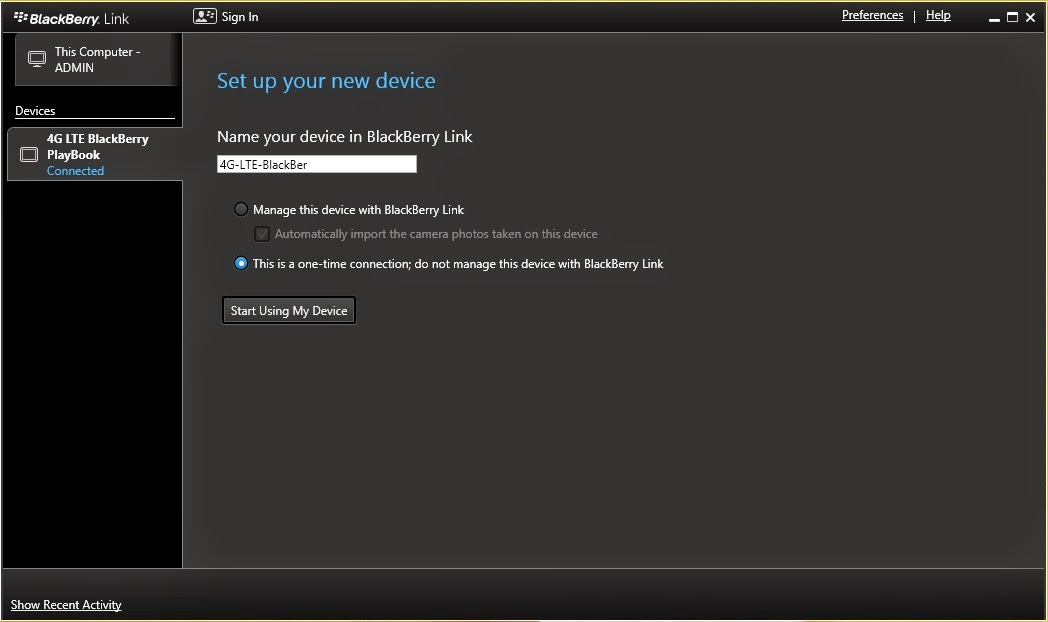 BlackBerry. Link
Sign In
Preferences | Help
This Computer -
ADMIN
Devices
4G LTE BlackBerry
PlayBook
Connected
Set up your new device
Name your device in BlackBerry Link
4G-LTE-BlackBer
Manage this device with BlackBerry Link
Automatically import the camera photos taken on this device
This is a one-time connection; do not manage this device with BlackBerry Link
Start Using My Device
Show Recent Activity